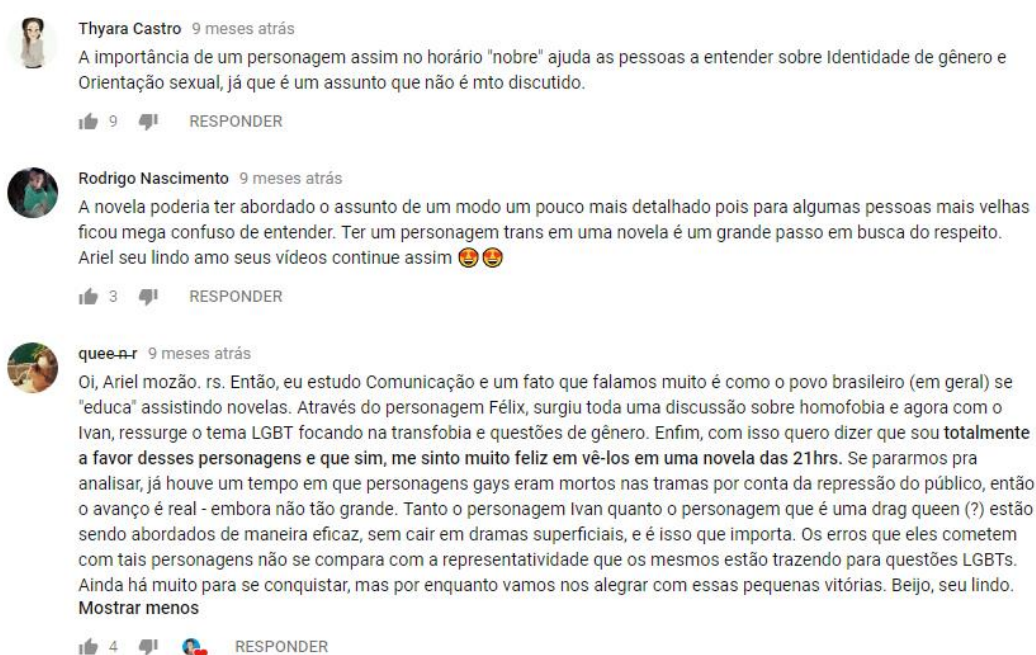 Thyara Castro 9 meses atrás
A importância de um personagem assim no horário "nobre" ajuda as pessoas a entender sobre Identidade de gênero e
Orientação sexual, já que é um assunto que não é mto discutido.
9 RESPONDER
Rodrigo Nascimento 9 meses atrás
A novela poderia ter abordado o assunto de um modo um pouco mais detalhado pois para algumas pessoas mais velhas
ficou mega confuso de entender. Ter um personagem trans em uma novela é um grande passo em busca do respeito.
Ariel seu lindo amo seus vídeos continue assim 😍😍
3 RESPONDER
queen r 9 meses atrás
Oi, Ariel mozão. rs. Então, eu estudo Comunicação e um fato que falamos muito é como o povo brasileiro (em geral) se
"educa" assistindo novelas. Através do personagem Félix, surgiu toda uma discussão sobre homofobia e agora com o
Ivan, ressurge o tema LGBT focando na transfobia e questões de gênero. Enfim, com isso quero dizer que sou totalmente
a favor desses personagens e que sim, me sinto muito feliz em vê-los em uma novela das 21hrs. Se pararmos pra
analisar, já houve um tempo em que personagens gays eram mortos nas tramas por conta da repressão do público, então
o avanço é real - embora não tão grande. Tanto o personagem Ivan quanto o personagem que é uma drag queen (?) estão
sendo abordados de maneira eficaz, sem cair em dramas superficiais, e é isso que importa. Os erros que eles cometem
com tais personagens não se compara com a representatividade que os mesmos estão trazendo para questões LGBTs.
Ainda há muito para se conquistar, mas por enquanto vamos nos alegrar com essas pequenas vitórias. Beijo, seu lindo.
Mostrar menos
4 RESPONDER